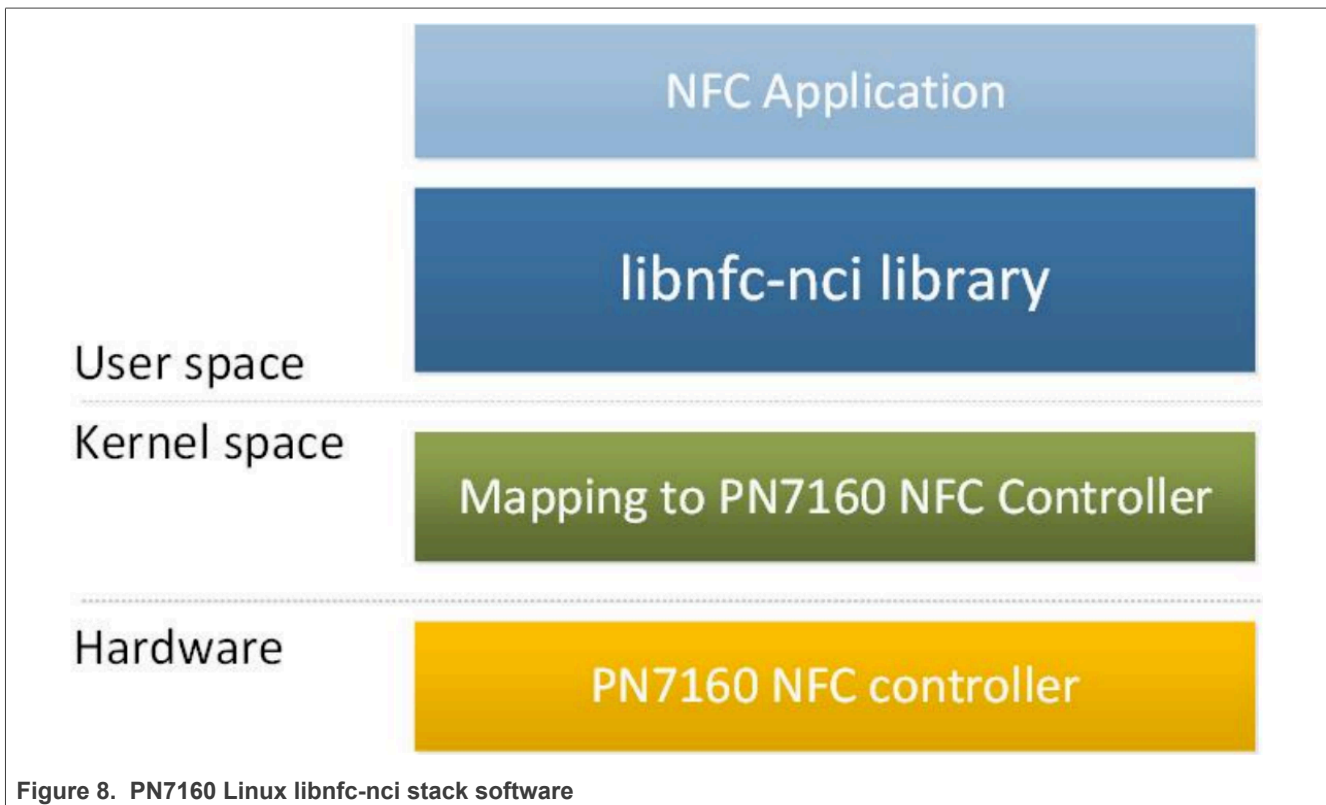 NFC Application
libnfc-nci library
User space
Kernel space
Mapping to PN7160 NFC Controller
Hardware
PN7160 NFC controller
Figure 8. PN7160 Linux libnfc-nci stack software